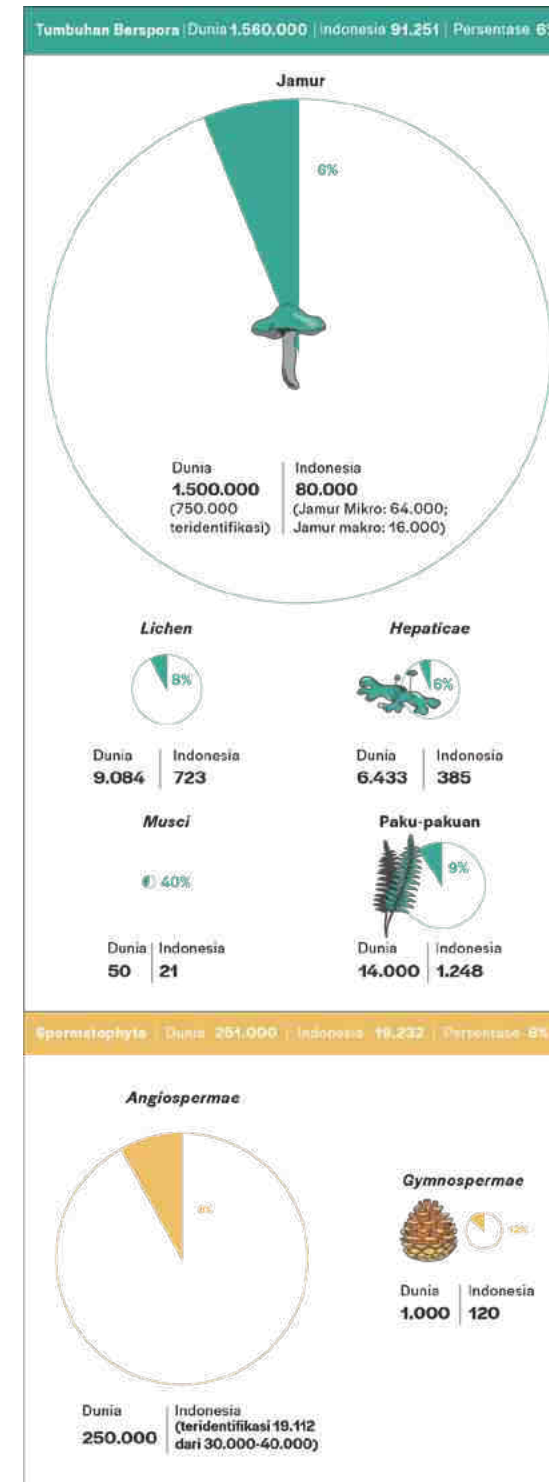 Tumbuhan Berspora | Dunia 1.560.000 | Indonesia 91.251 | Persentase 6%
Jamur
6%
Dunia
1.500.000
(750.000
teridentifikasi)
Indonesia
80.000
(Jamur Mikro: 64.000;
Jamur makro: 16.000)
Lichen
8%
Dunia
9.084
Indonesia
723
Hepaticae
6%
Dunia
6.433
Indonesia
385
Musci
40%
Dunia
50
Indonesia
21
Paku-pakuan
9%
Dunia
14.000
Indonesia
1.248
Spermatophyta | Dunia 251.000 | Indonesia 19.232 | Persentase 8%
Angiospermae
8%
Dunia
250.000
Indonesia
(teridentifikasi 19.112
dari 30.000-40.000)
Gymnospermae
12%
Dunia
1.000
Indonesia
120